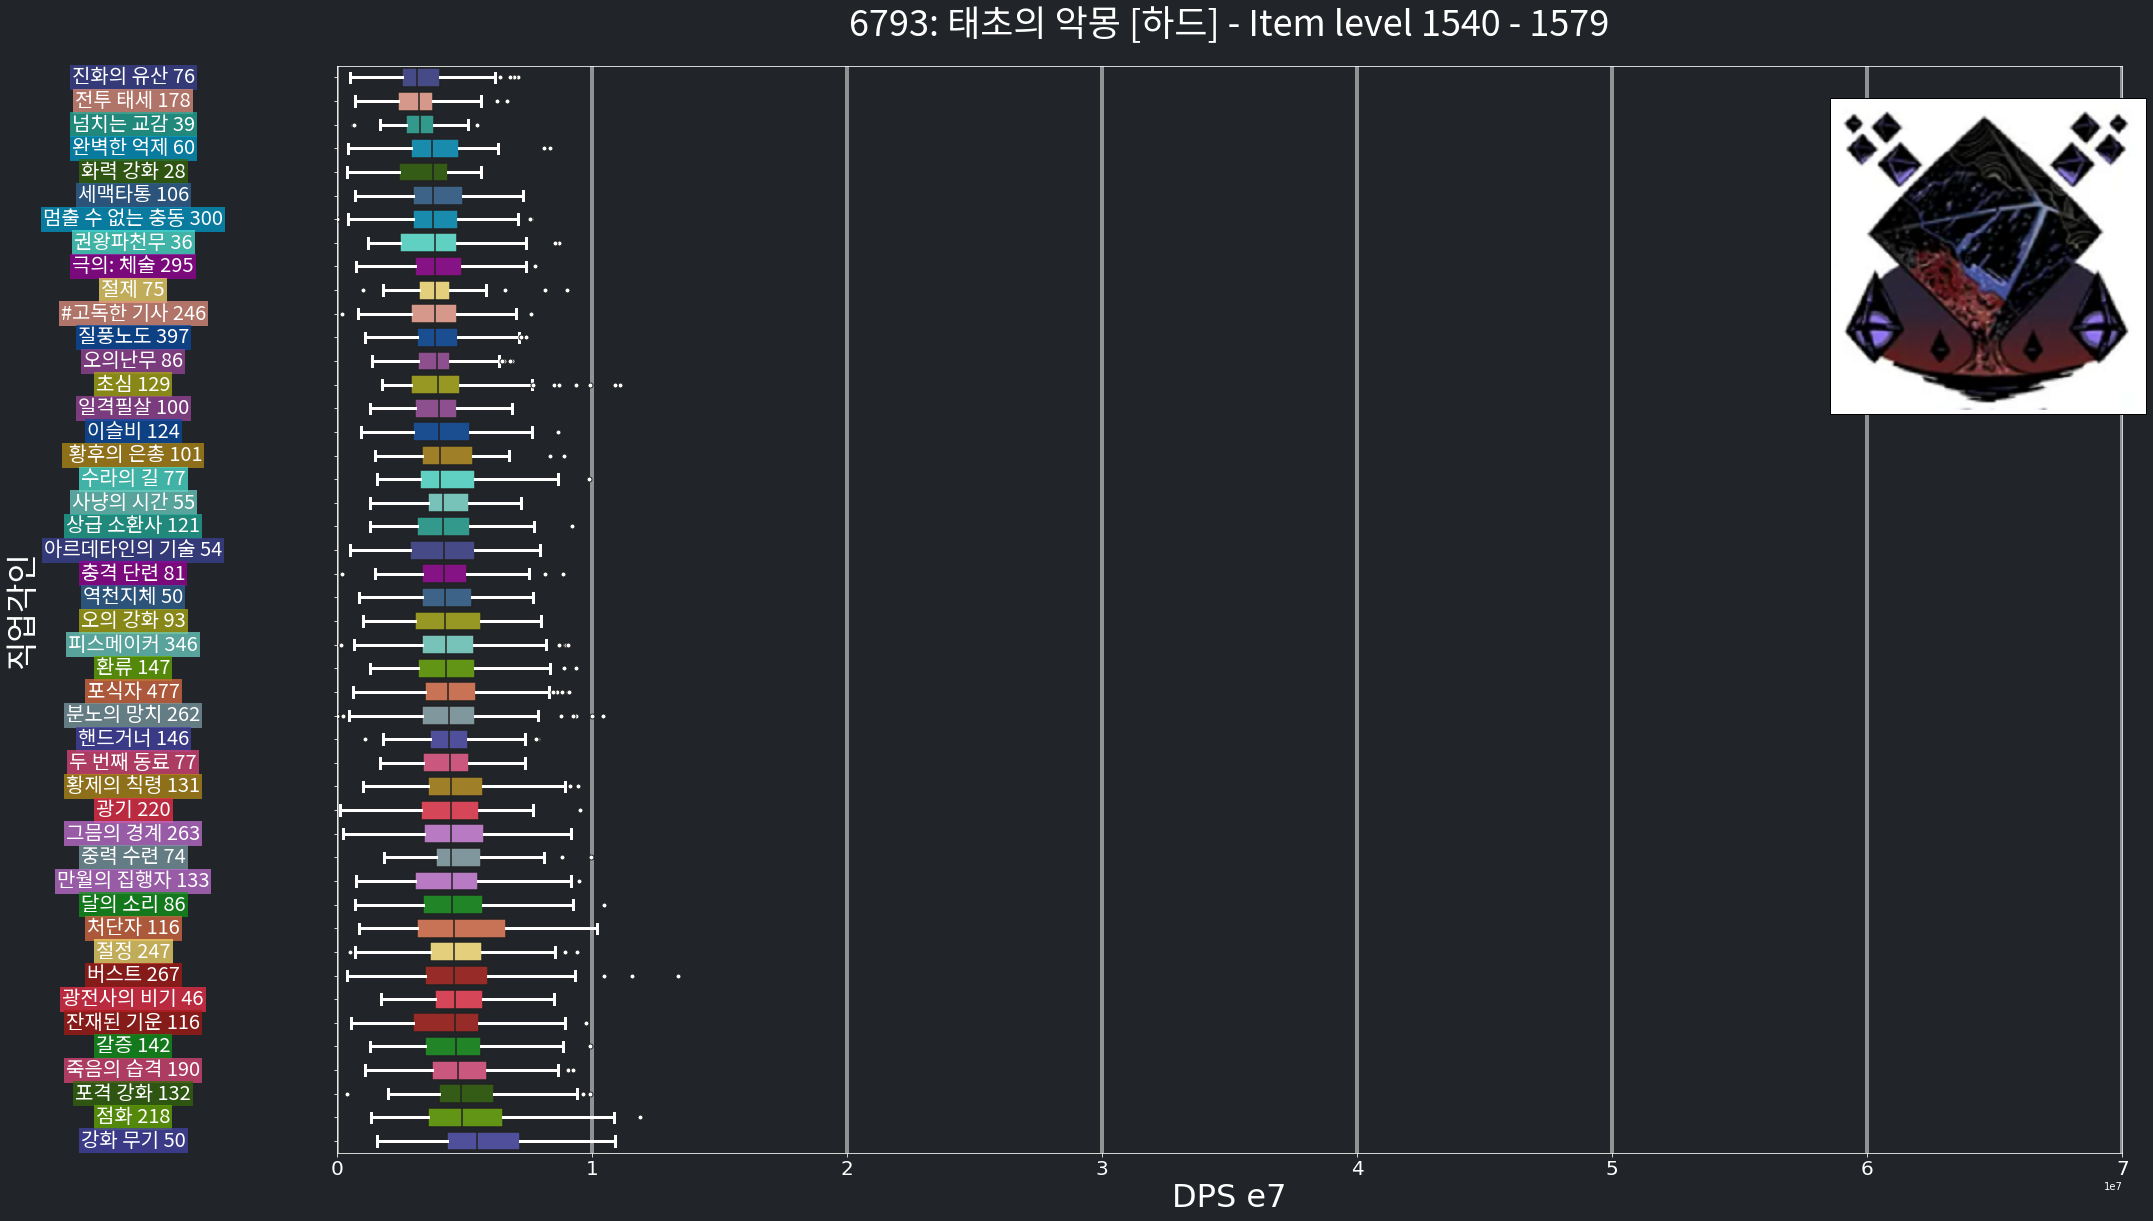 6793: 태초의 악몽 [하드] - Item level 1540 - 1579
진화의 유산 76
전투 태세 178
넘치는 교감 39
완벽한 억제 60
화력 강화 28
세맥타통 106
멈출 수 없는 충동 300
권왕파천무 36
극의: 체술 295
절제 75
#고독한 기사 246
질풍노도 397
오의난무 86
초심 129
일격필살 100
이슬비 124
황후의 은총 101
수라의 길 77
사냥의 시간 55
상급 소환사 121
아르데타인의 기술 54
충격 단련 81
역천지체 50
오의 강화 93
피스메이커 346
환류 147
포식자 477
분노의 망치 262
핸드거너 146
두 번째 동료 77
황제의 칙령 131
광기 220
그믐의 경계 263
중력 수련 74
만월의 집행자 133
달의 소리 86
처단자 116
절정 247
버스트 267
광전사의 비기 46
잔재된 기운 116
갈증 142
죽음의 습격 190
포격 강화 132
점화 218
강화 무기 50
직업각인
0 1 2 3 4 5 6 7
1e7
DPS e7